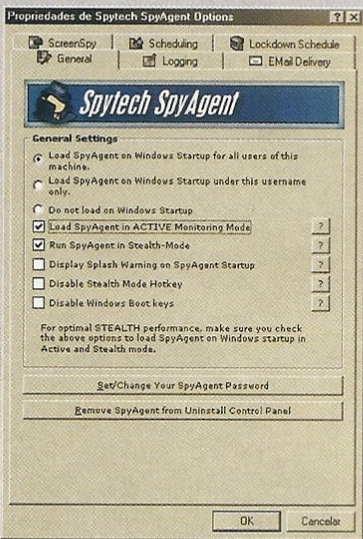 Propriedades de Spytech SpyAgent Options
ScreenSpy
Scheduling
Lockdown Schedule
General
Logging
EMail Delivery
Spytech SpyAgent
General Settings
Load SpyAgent on Windows Startup for all users of this
machine.
Load SpyAgent on Windows Startup under this username
only.
Do not load on Windows Startup
Load SpyAgent in ACTIVE Monitoring Mode
?
Run SpyAgent in Stealth-Mode
?
Display Splash Warning on SpyAgent Startup
?
Disable Stealth Mode Hotkey
?
Disable Windows Boot keys
?
For optimal STEALTH performance, make sure you check
the above options to load SpyAgent on Windows startup in
Active and Stealth mode.
Set/Change Your SpyAgent Password
Remove SpyAgent from Uninstall Control Panel
OK
Cancelar